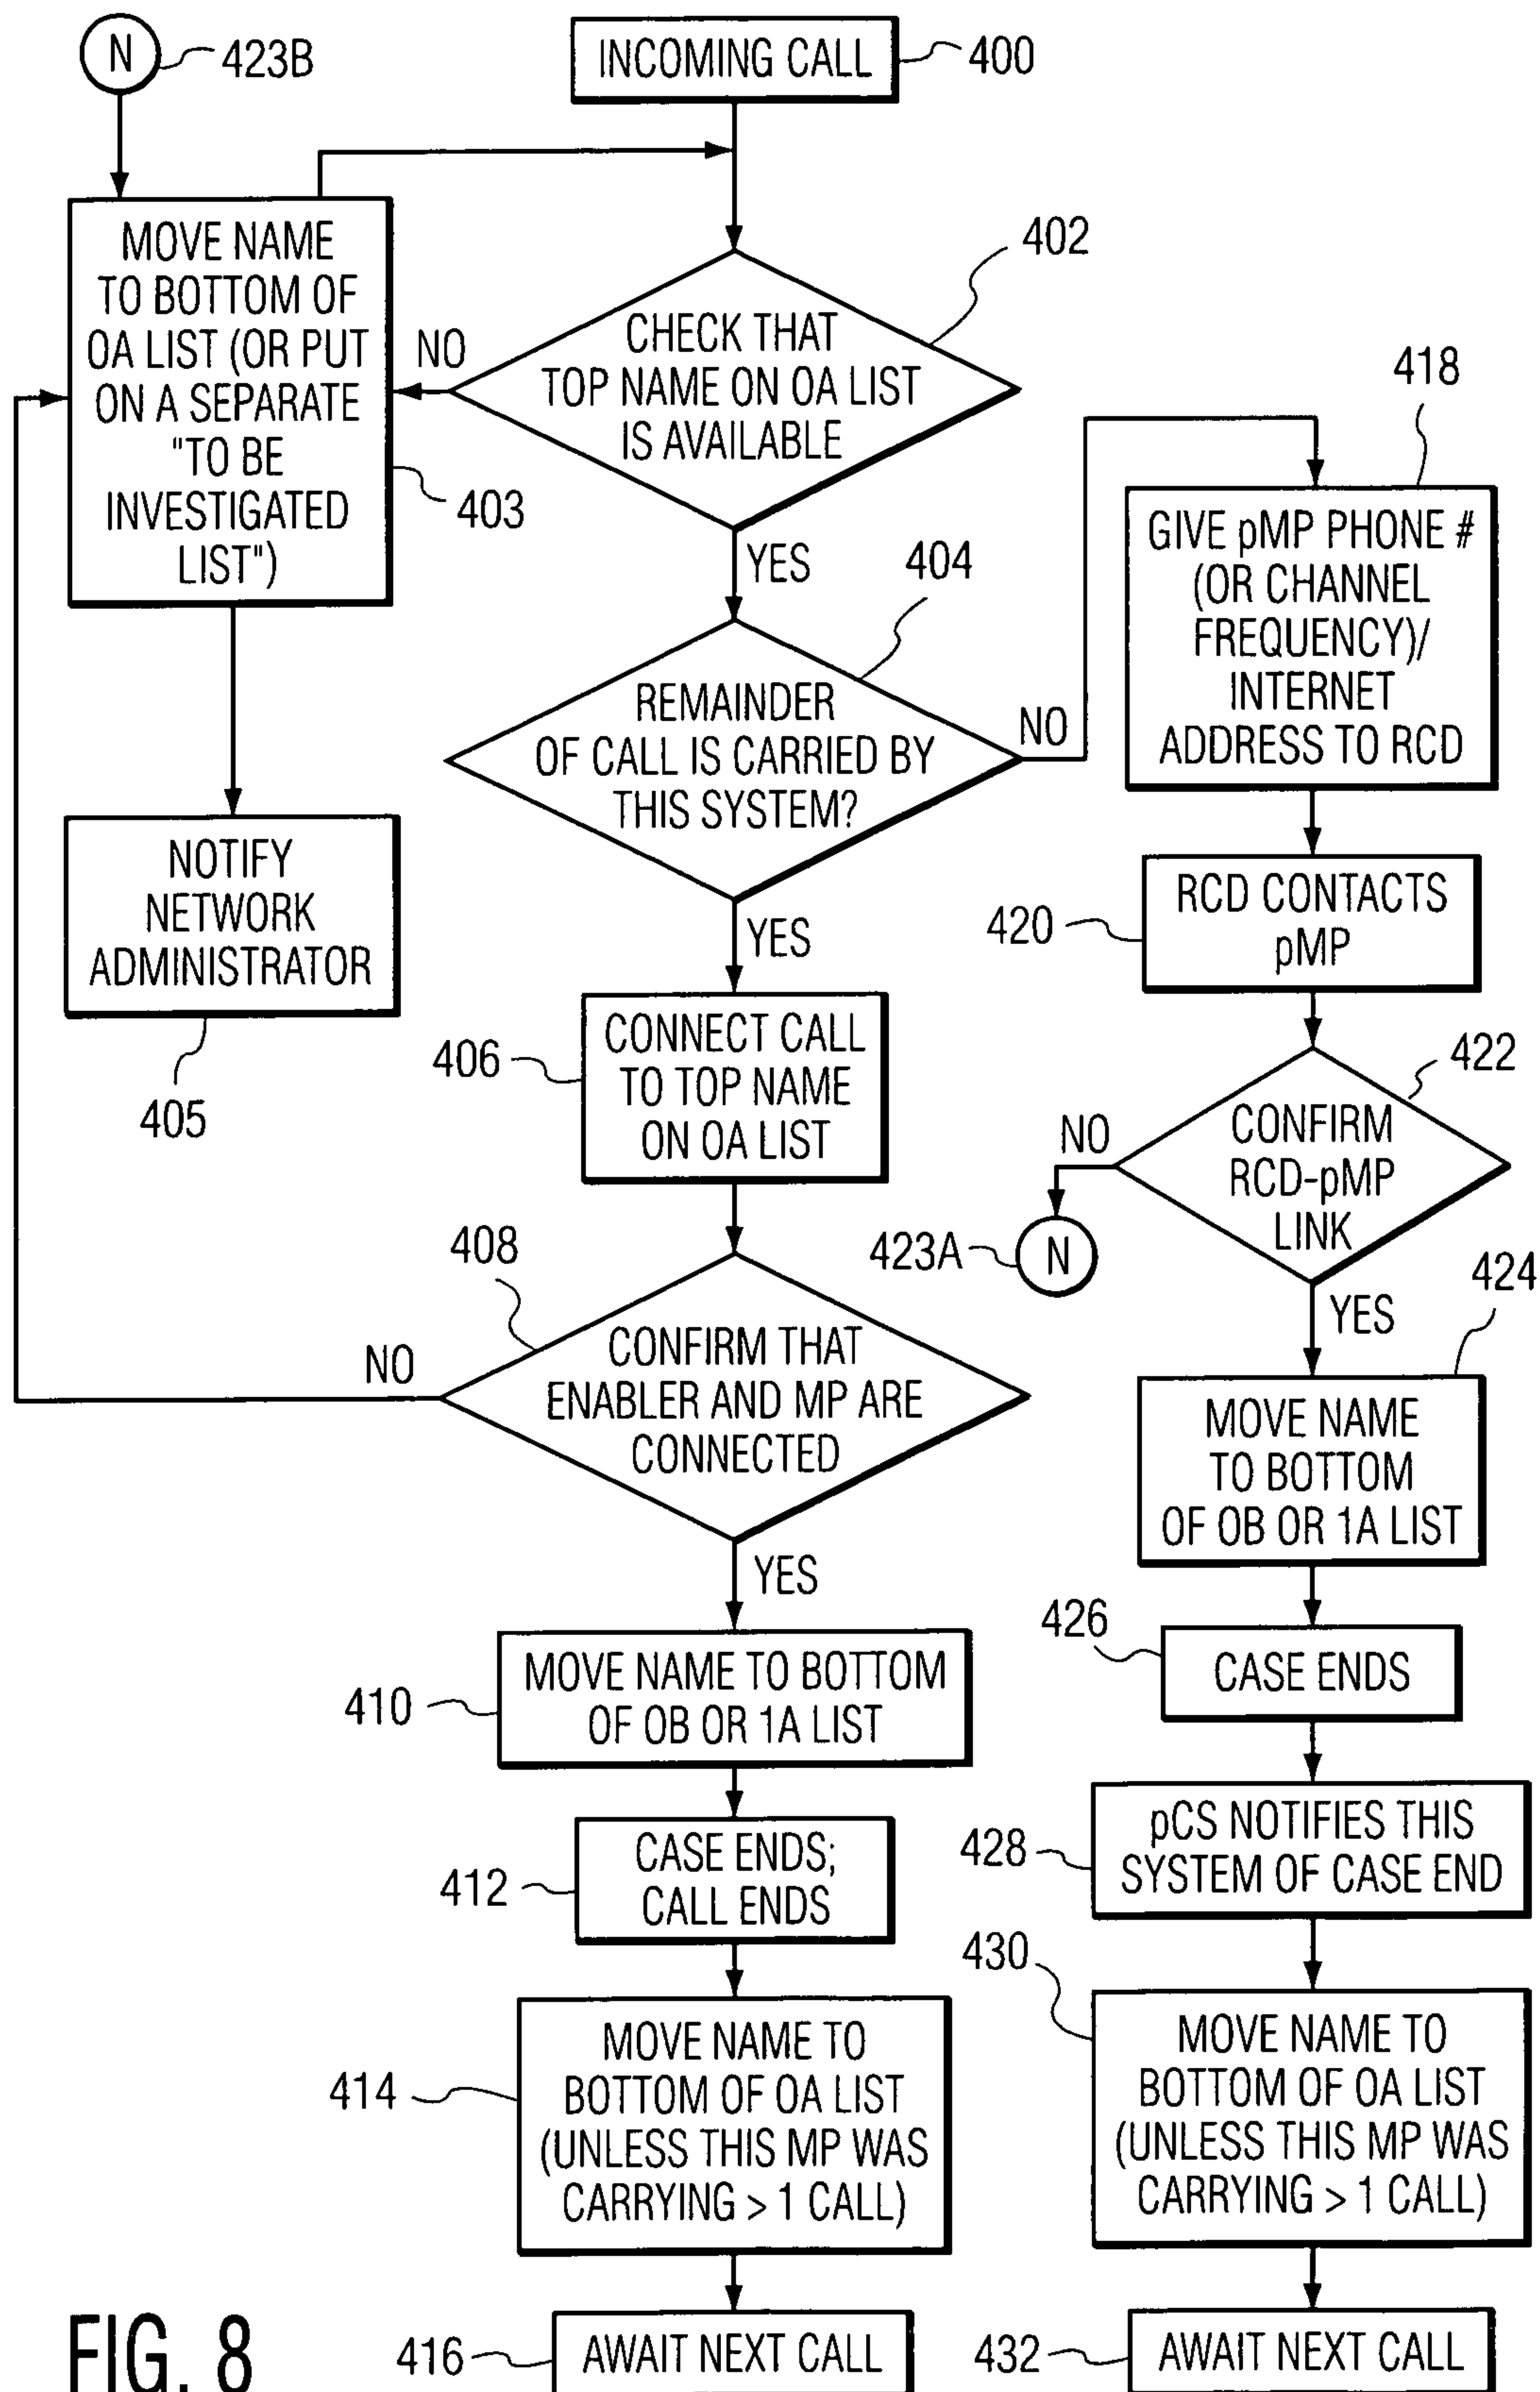 N
423B
INCOMING CALL
400
MOVE NAME
TO BOTTOM OF
OA LIST (OR PUT
ON A SEPARATE
"TO BE
INVESTIGATED
LIST")
403
NO
CHECK THAT
TOP NAME ON OA LIST
IS AVAILABLE
402
YES
NOTIFY
NETWORK
ADMINISTRATOR
405
REMAINDER
OF CALL IS CARRIED BY
THIS SYSTEM?
404
NO
YES
GIVE pMP PHONE #
(OR CHANNEL
FREQUENCY)/
INTERNET
ADDRESS TO RCD
418
RCD CONTACTS
pMP
420
CONNECT CALL
TO TOP NAME
ON OA LIST
406
CONFIRM
RCD-pMP
LINK
422
NO
N
423A
YES
CONFIRM THAT
ENABLER AND MP ARE
CONNECTED
408
NO
YES
MOVE NAME
TO BOTTOM
OF OB OR 1A LIST
424
MOVE NAME TO BOTTOM
OF OB OR 1A LIST
410
CASE ENDS
426
CASE ENDS;
CALL ENDS
412
pCS NOTIFIES THIS
SYSTEM OF CASE END
428
MOVE NAME TO
BOTTOM OF OA LIST
(UNLESS THIS MP WAS
CARRYING > 1 CALL)
414
MOVE NAME TO
BOTTOM OF OA LIST
(UNLESS THIS MP WAS
CARRYING > 1 CALL)
430
AWAIT NEXT CALL
416
AWAIT NEXT CALL
432
FIG. 8